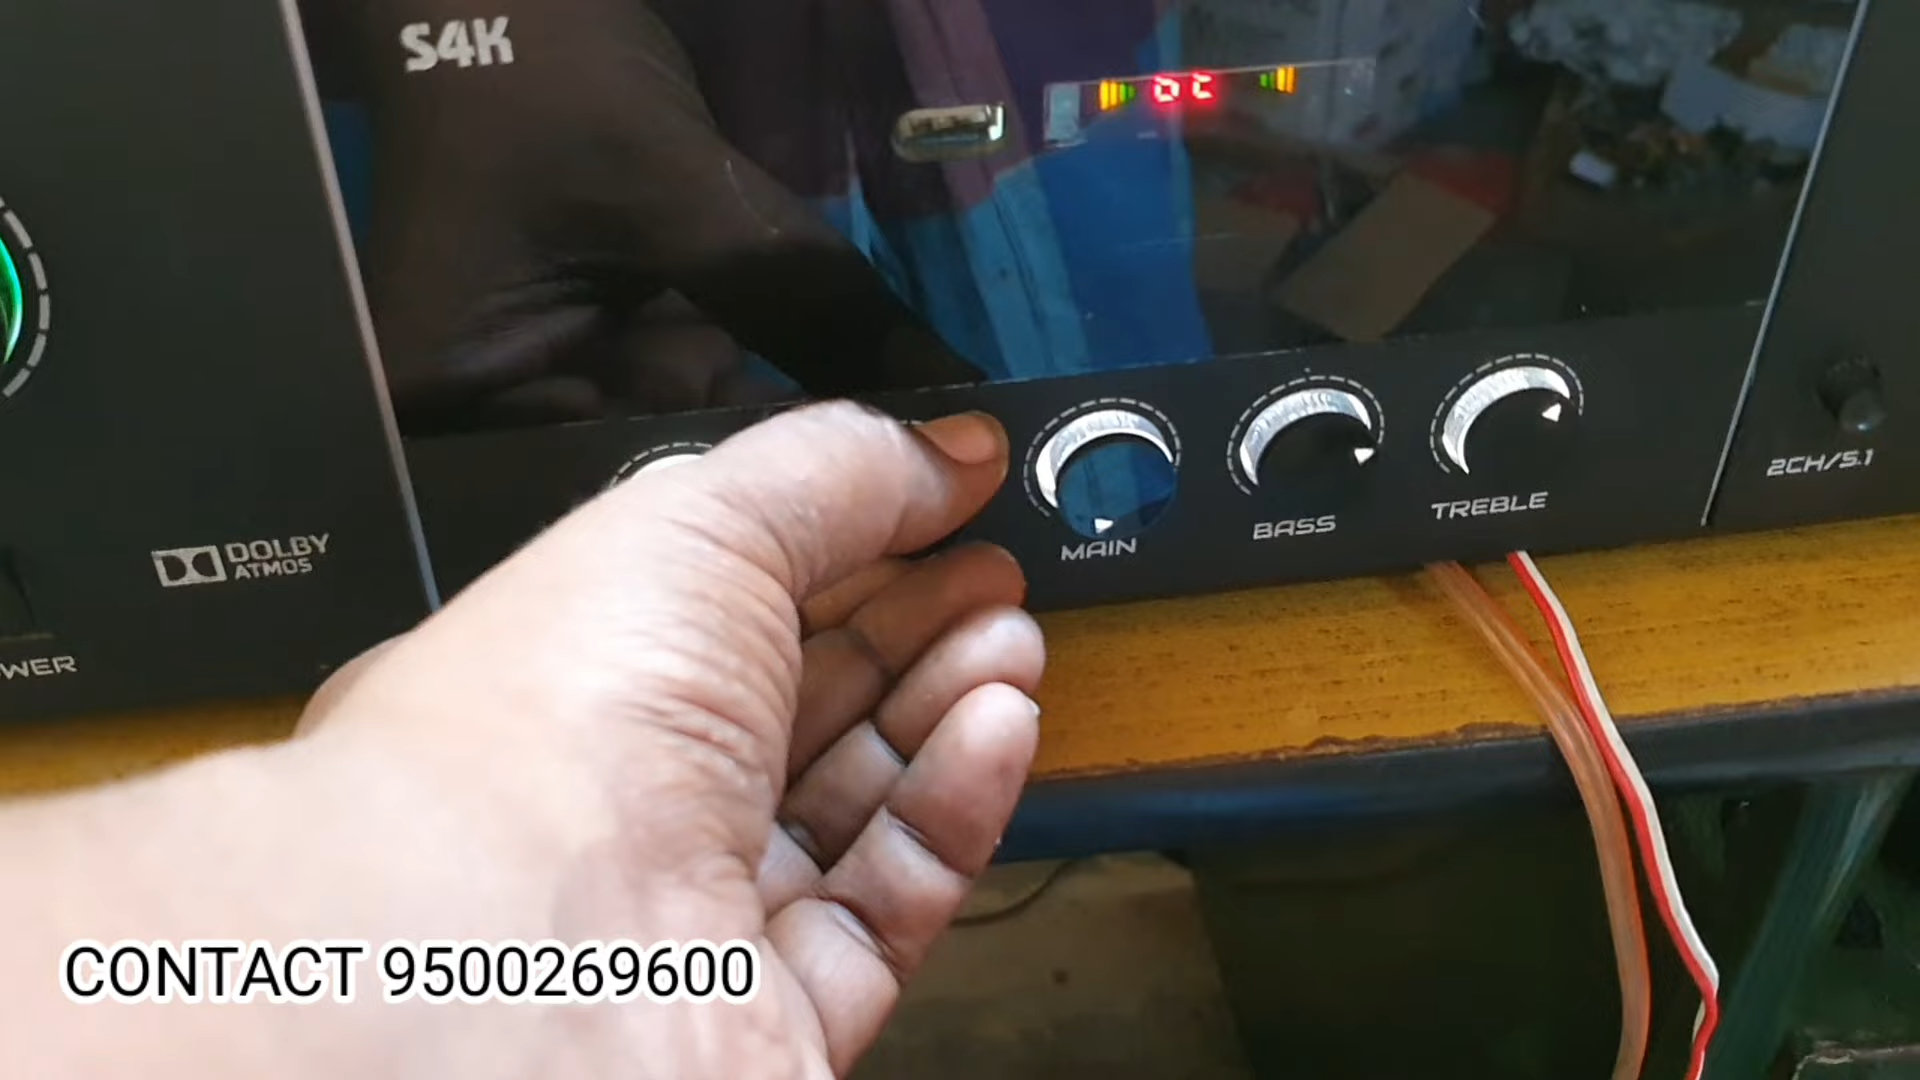 S4K
DOLBY
ATMOS
WER
MAIN
BASS
TREBLE
2CH/5.1
CONTACT 9500269600